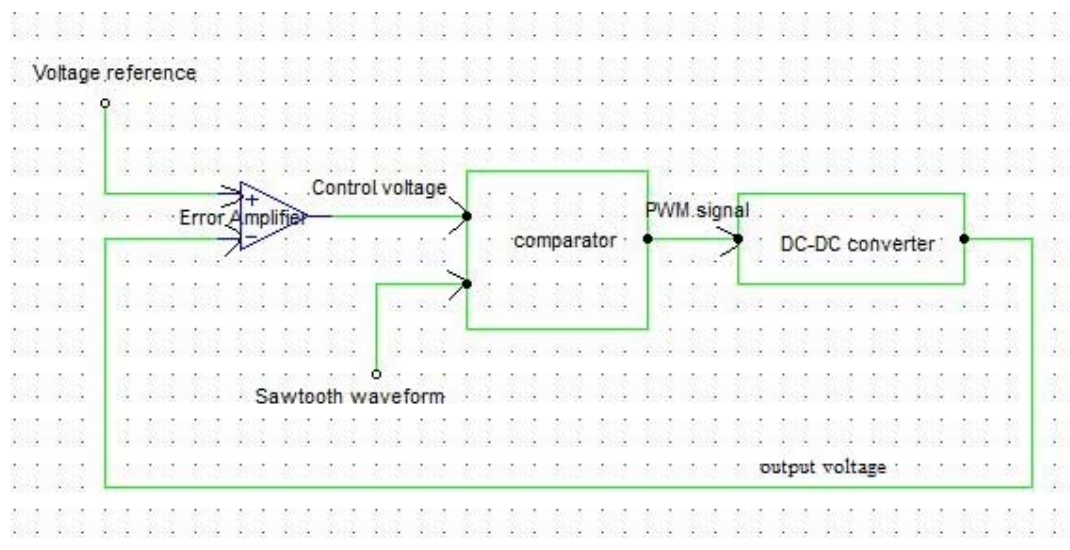 Voltage reference
Control voltage
+
Error Amplifier
-
PWM signal
comparator
DC-DC converter
Sawtooth waveform
output voltage